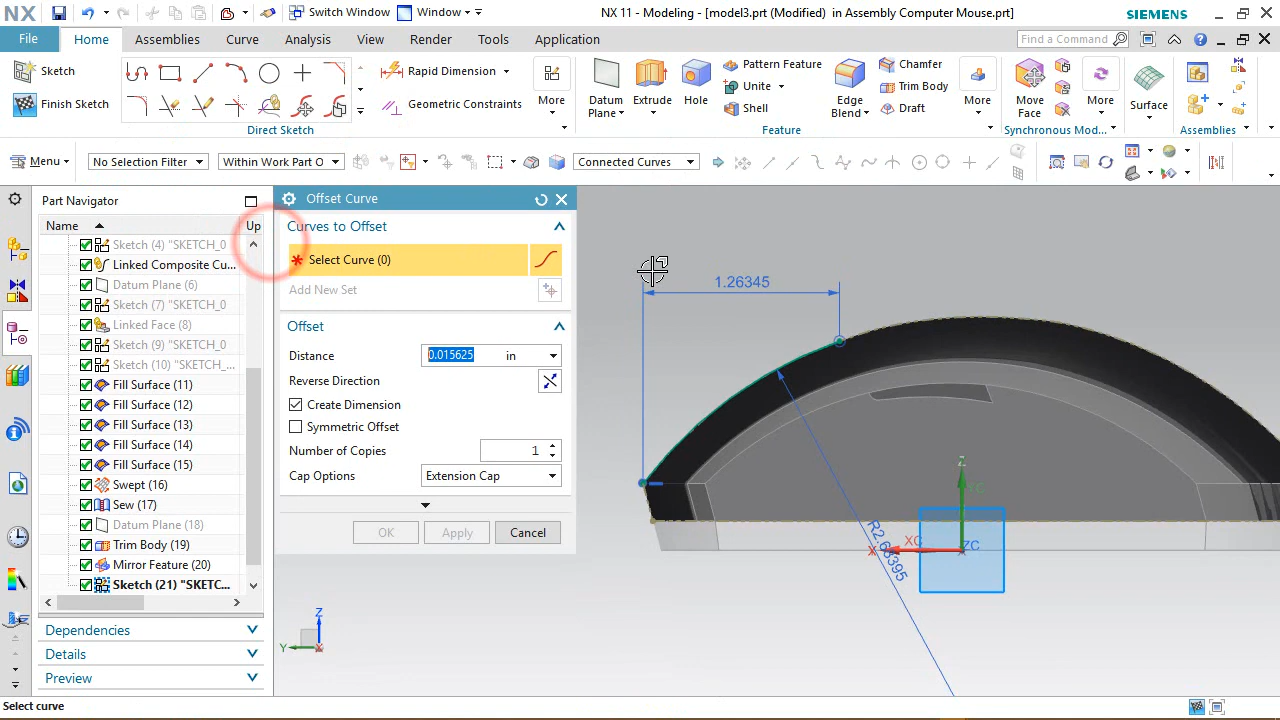 NX
Switch Window
Window
NX 11 - Modeling - [model3.prt (Modified) in Assembly Computer Mouse.prt]
SIEMENS
File
Home
Assemblies
Curve
Analysis
View
Render
Tools
Application
Find a Command
Sketch
Finish Sketch
Rapid Dimension
Geometric Constraints
More
Direct Sketch
Datum Plane
Extrude
Hole
Pattern Feature
Unite
Shell
Edge Blend
Chamfer
Trim Body
Draft
More
Feature
Move Face
More
Synchronous Mod...
Surface
Assemblies
Menu
No Selection Filter
Within Work Part O
Connected Curves
Part Navigator
Name
Up
Sketch (4) "SKETCH_0
Linked Composite Cu...
Datum Plane (6)
Sketch (7) "SKETCH_0
Linked Face (8)
Sketch (9) "SKETCH_0
Sketch (10) "SKETCH_...
Fill Surface (11)
Fill Surface (12)
Fill Surface (13)
Fill Surface (14)
Fill Surface (15)
Swept (16)
Sew (17)
Datum Plane (18)
Trim Body (19)
Mirror Feature (20)
Sketch (21) "SKETC...
Dependencies
Details
Preview
Offset Curve
Curves to Offset
Select Curve (0)
Add New Set
Offset
Distance
0.015625
in
Reverse Direction
Create Dimension
Symmetric Offset
Number of Copies
1
Cap Options
Extension Cap
OK
Apply
Cancel
1.26345
Z
YC
XC
X
ZC
Z
Y
X
Select curve